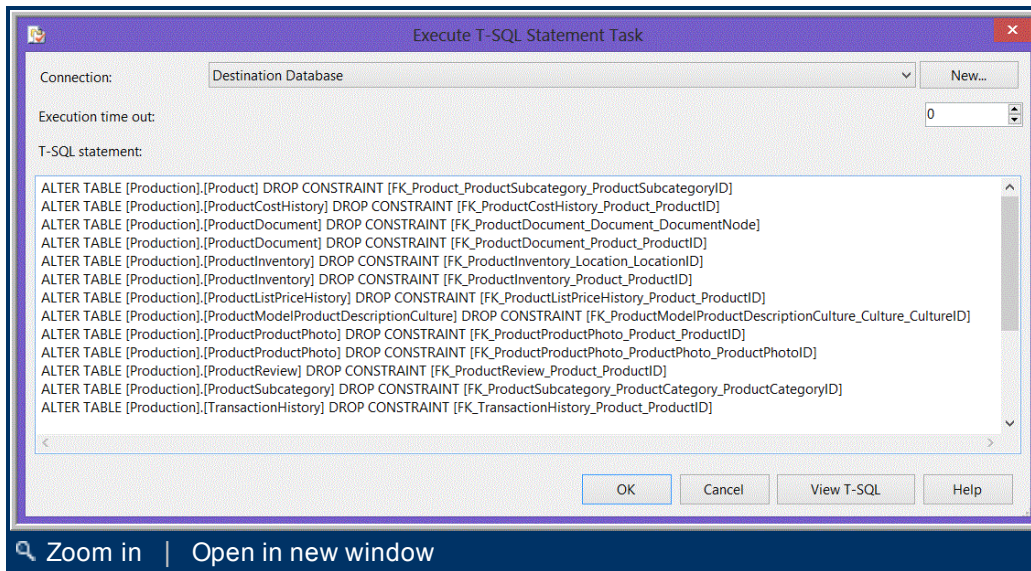 Execute T-SQL Statement Task
Connection:
Destination Database
New...
Execution time out:
0
T-SQL statement:
ALTER TABLE [Production].[Product] DROP CONSTRAINT [FK_Product_ProductSubcategory_ProductSubcategoryID]
ALTER TABLE [Production].[ProductCostHistory] DROP CONSTRAINT [FK_ProductCostHistory_Product_ProductID]
ALTER TABLE [Production].[ProductDocument] DROP CONSTRAINT [FK_ProductDocument_Document_DocumentNode]
ALTER TABLE [Production].[ProductDocument] DROP CONSTRAINT [FK_ProductDocument_Product_ProductID]
ALTER TABLE [Production].[ProductInventory] DROP CONSTRAINT [FK_ProductInventory_Location_LocationID]
ALTER TABLE [Production].[ProductInventory] DROP CONSTRAINT [FK_ProductInventory_Product_ProductID]
ALTER TABLE [Production].[ProductListPriceHistory] DROP CONSTRAINT [FK_ProductListPriceHistory_Product_ProductID]
ALTER TABLE [Production].[ProductModelProductDescriptionCulture] DROP CONSTRAINT [FK_ProductModelProductDescriptionCulture_Culture_CultureID]
ALTER TABLE [Production].[ProductProductPhoto] DROP CONSTRAINT [FK_ProductProductPhoto_Product_ProductID]
ALTER TABLE [Production].[ProductProductPhoto] DROP CONSTRAINT [FK_ProductProductPhoto_ProductPhoto_ProductPhotoID]
ALTER TABLE [Production].[ProductReview] DROP CONSTRAINT [FK_ProductReview_Product_ProductID]
ALTER TABLE [Production].[ProductSubcategory] DROP CONSTRAINT [FK_ProductSubcategory_ProductCategory_ProductCategoryID]
ALTER TABLE [Production].[TransactionHistory] DROP CONSTRAINT [FK_TransactionHistory_Product_ProductID]
OK
Cancel
View T-SQL
Help
Zoom in | Open in new window